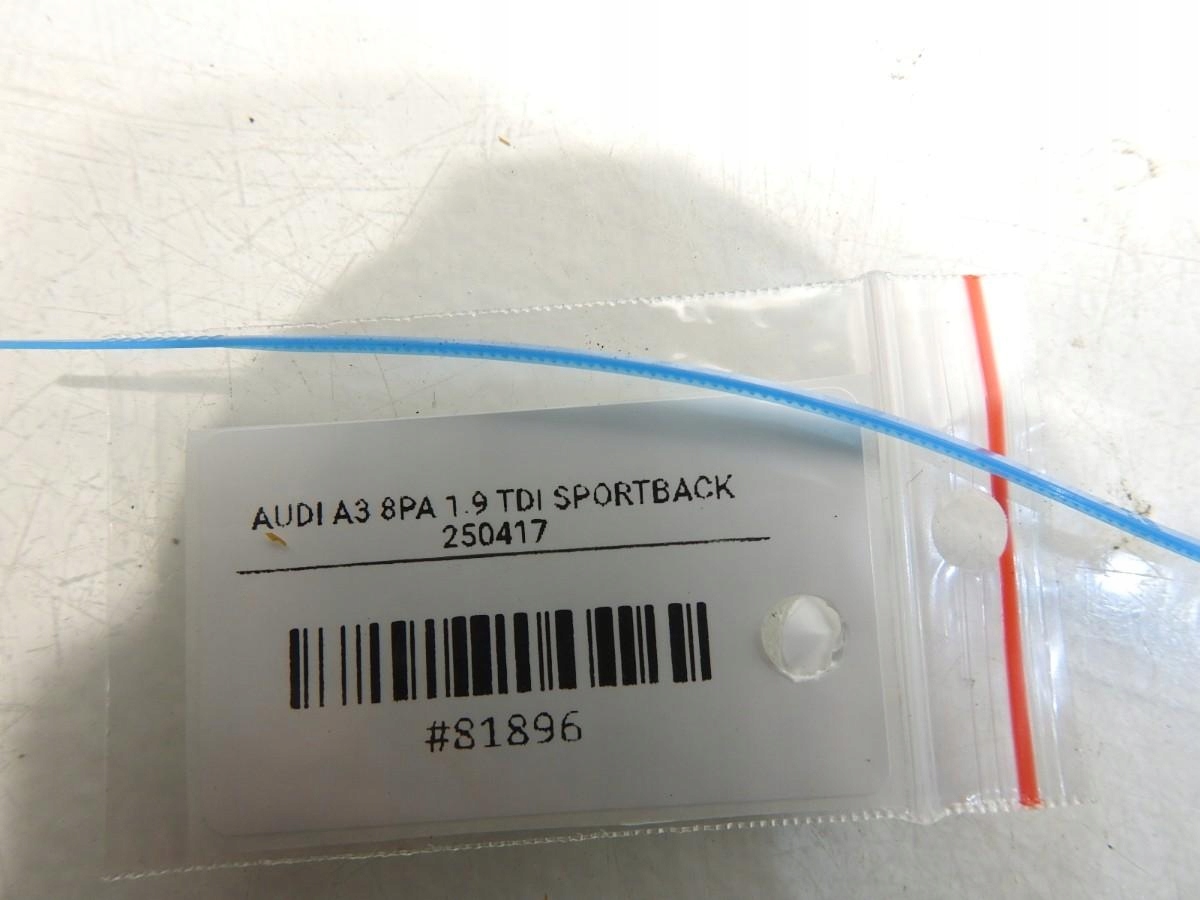 AUDI A3 8PA 1.9 TDI SPORTBACK
250417
#81896